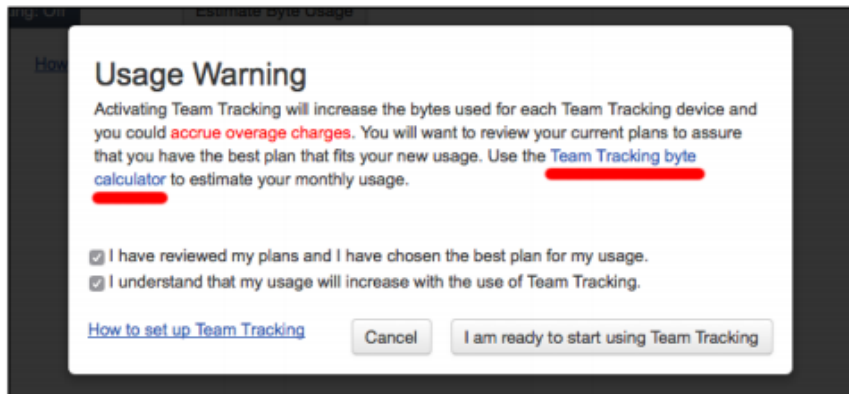 ng: Off
Estimate Byte Usage
How
Usage Warning
Activating Team Tracking will increase the bytes used for each Team Tracking device and
you could accrue overage charges. You will want to review your current plans to assure
that you have the best plan that fits your new usage. Use the Team Tracking byte
calculator to estimate your monthly usage.
I have reviewed my plans and I have chosen the best plan for my usage.
I understand that my usage will increase with the use of Team Tracking.
How to set up Team Tracking
Cancel
I am ready to start using Team Tracking